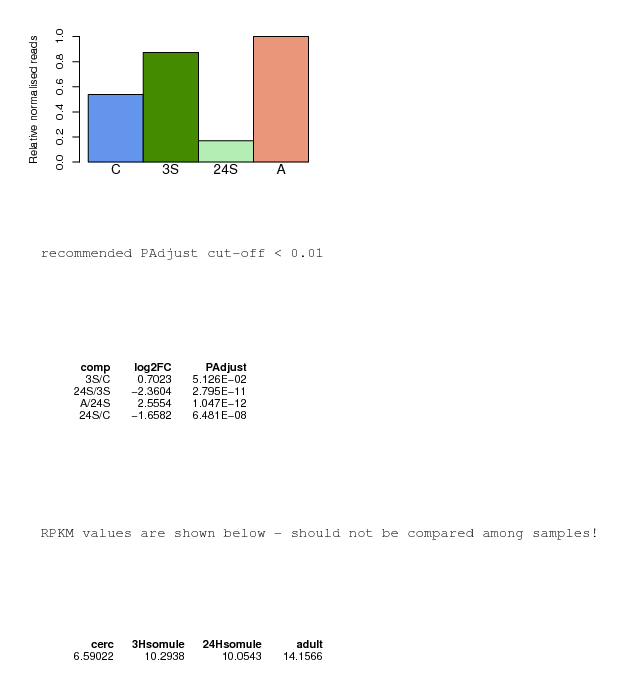 Relative normalised reads
1.0
0.8
0.6
0.4
0.2
0.0
C 3S 24S A
recommended PAdjust cut-off < 0.01
comp log2FC PAdjust
3S/C 0.7023 5.126E-02
24S/3S -2.3604 2.795E-11
A/24S 2.5554 1.047E-12
24S/C -1.6582 6.481E-08
RPKM values are shown below - should not be compared among samples!
cerc 3Hsomule 24Hsomule adult
6.59022 10.2938 10.0543 14.1566